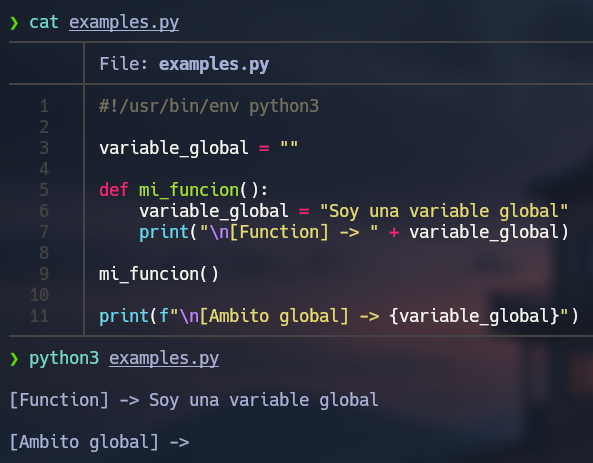 ❯ cat examples.py
File: examples.py
1 #!/usr/bin/env python3
2
3 variable_global = ""
4
5 def mi_funcion():
6     variable_global = "Soy una variable global"
7     print("\n[Function] -> " + variable_global)
8
9 mi_funcion()
10
11 print(f"\n[Ambito global] -> {variable_global}")
❯ python3 examples.py
[Function] -> Soy una variable global
[Ambito global] ->